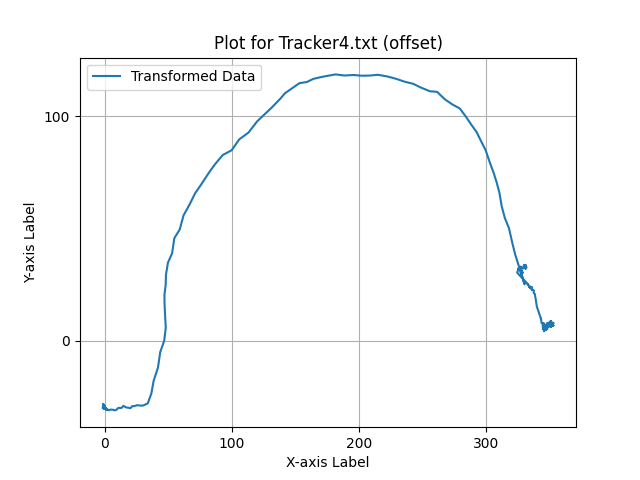 Plot for Tracker4.txt (offset)
Transformed Data
100
0
Y-axis Label
0
100
200
300
X-axis Label